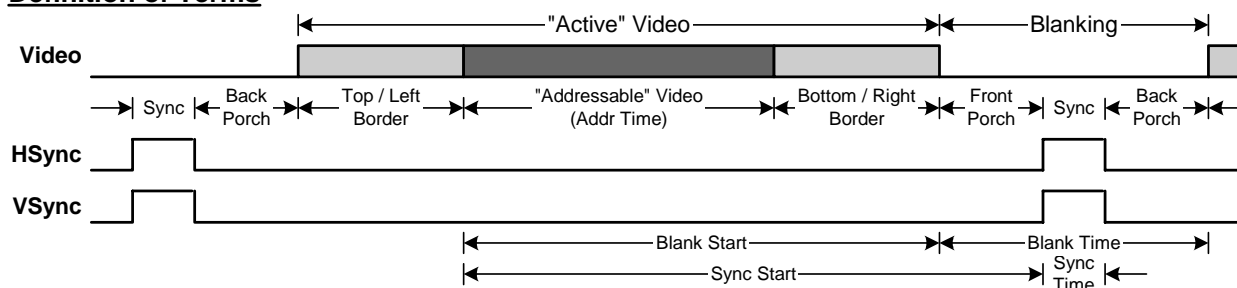 Definition of Terms
"Active" Video
Blanking
Video
Sync
Back Porch
Top / Left Border
"Addressable" Video (Addr Time)
Bottom / Right Border
Front Porch
Sync
Back Porch
HSync
VSync
Blank Start
Blank Time
Sync Start
Sync Time